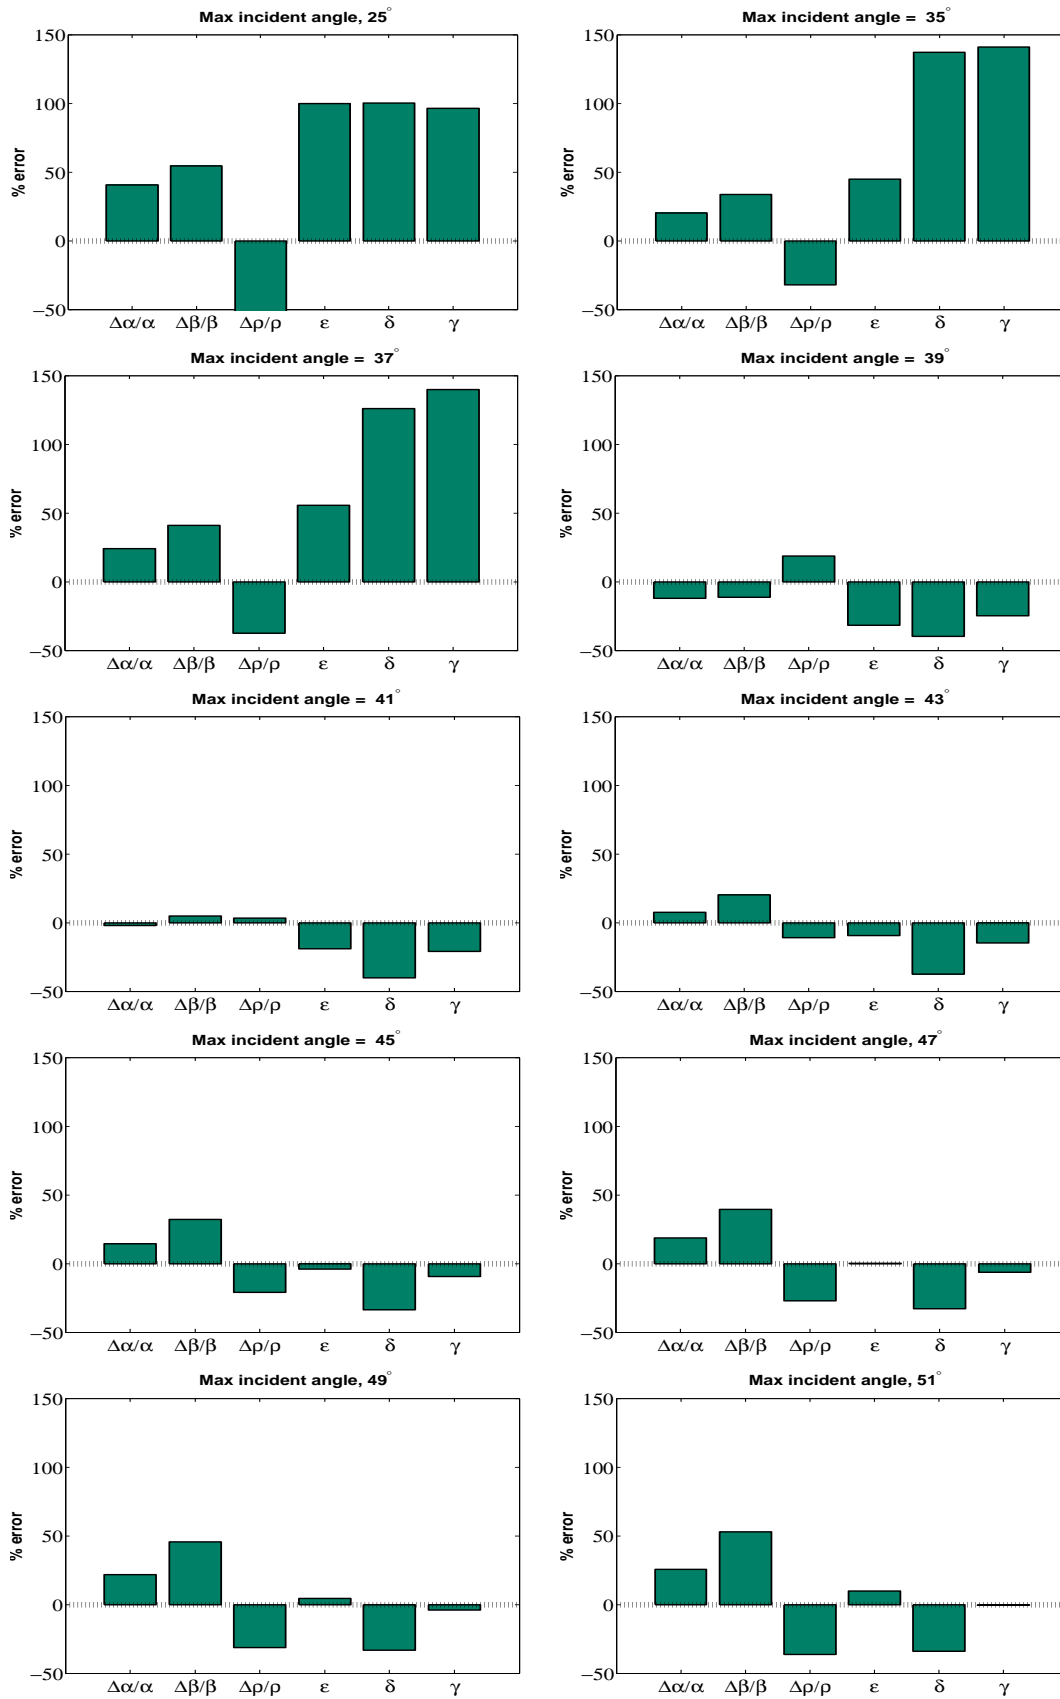 Max incident angle, 25°
150
100
50
0
−50
% error
Δα/α Δβ/β Δρ/ρ ε δ γ
Max incident angle = 35°
150
100
50
0
−50
% error
Δα/α Δβ/β Δρ/ρ ε δ γ
Max incident angle = 37°
150
100
50
0
−50
% error
Δα/α Δβ/β Δρ/ρ ε δ γ
Max incident angle = 39°
150
100
50
0
−50
% error
Δα/α Δβ/β Δρ/ρ ε δ γ
Max incident angle = 41°
150
100
50
0
−50
% error
Δα/α Δβ/β Δρ/ρ ε δ γ
Max incident angle = 43°
150
100
50
0
−50
% error
Δα/α Δβ/β Δρ/ρ ε δ γ
Max incident angle = 45°
150
100
50
0
−50
% error
Δα/α Δβ/β Δρ/ρ ε δ γ
Max incident angle, 47°
150
100
50
0
−50
% error
Δα/α Δβ/β Δρ/ρ ε δ γ
Max incident angle, 49°
150
100
50
0
−50
% error
Δα/α Δβ/β Δρ/ρ ε δ γ
Max incident angle, 51°
150
100
50
0
−50
% error
Δα/α Δβ/β Δρ/ρ ε δ γ